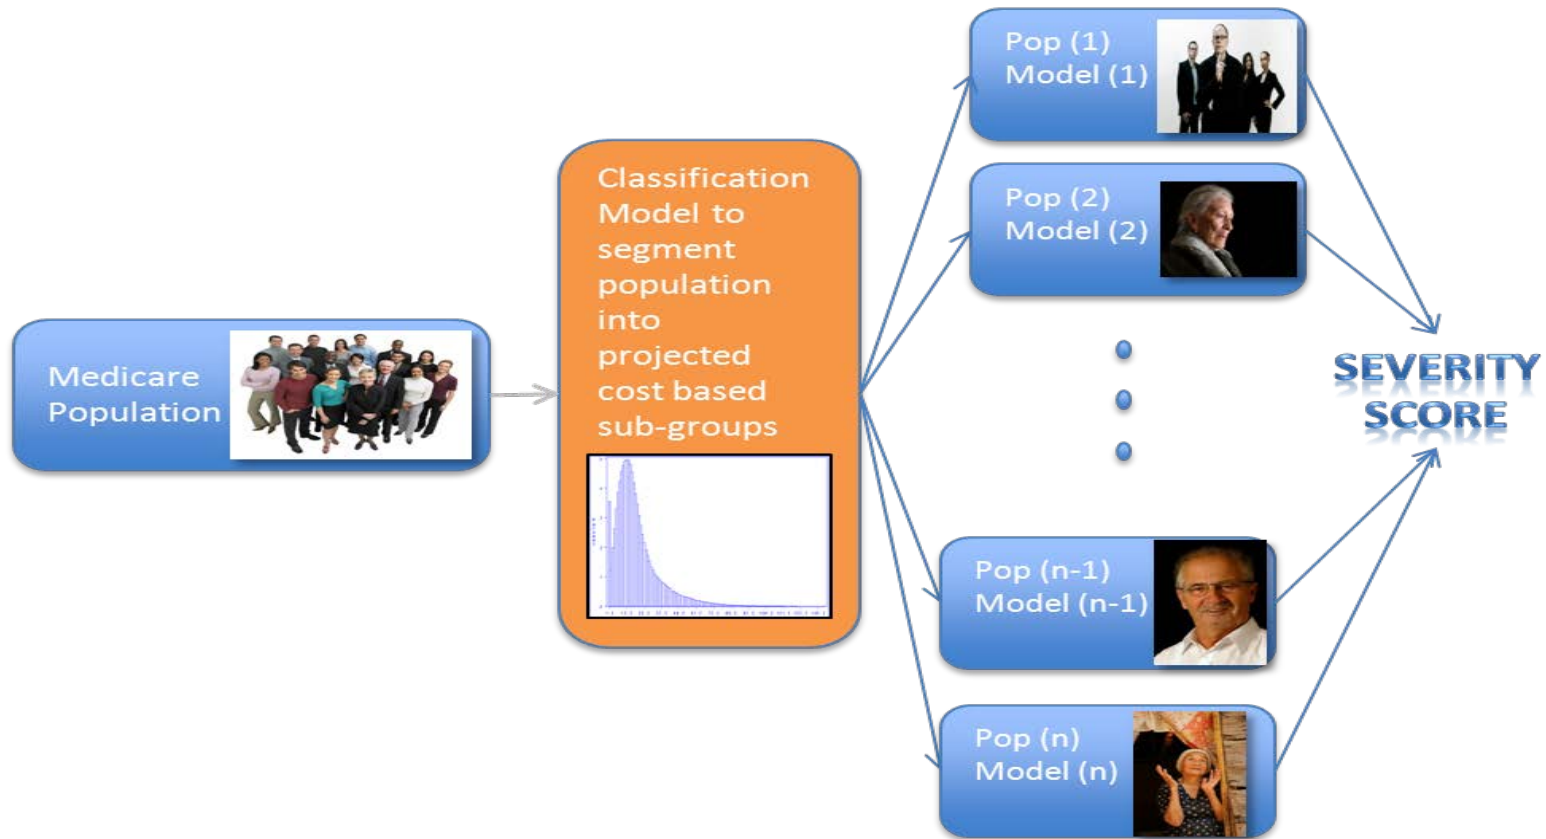 Medicare
Population
Classification
Model to
segment
population
into
projected
cost based
sub-groups
Pop (1)
Model (1)
Pop (2)
Model (2)
Pop (n-1)
Model (n-1)
Pop (n)
Model (n)
SEVERITY
SCORE